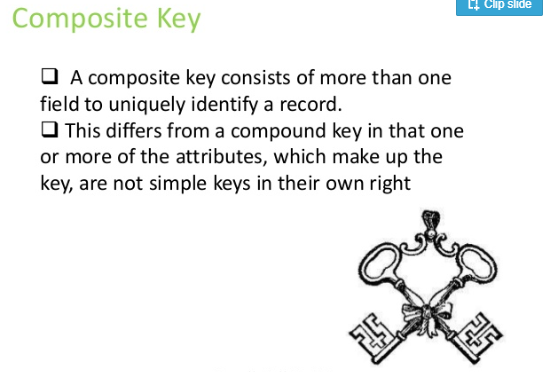 Clip slide
Composite Key
❑ A composite key consists of more than one
field to uniquely identify a record.
❑ This differs from a compound key in that one
or more of the attributes, which make up the
key, are not simple keys in their own right